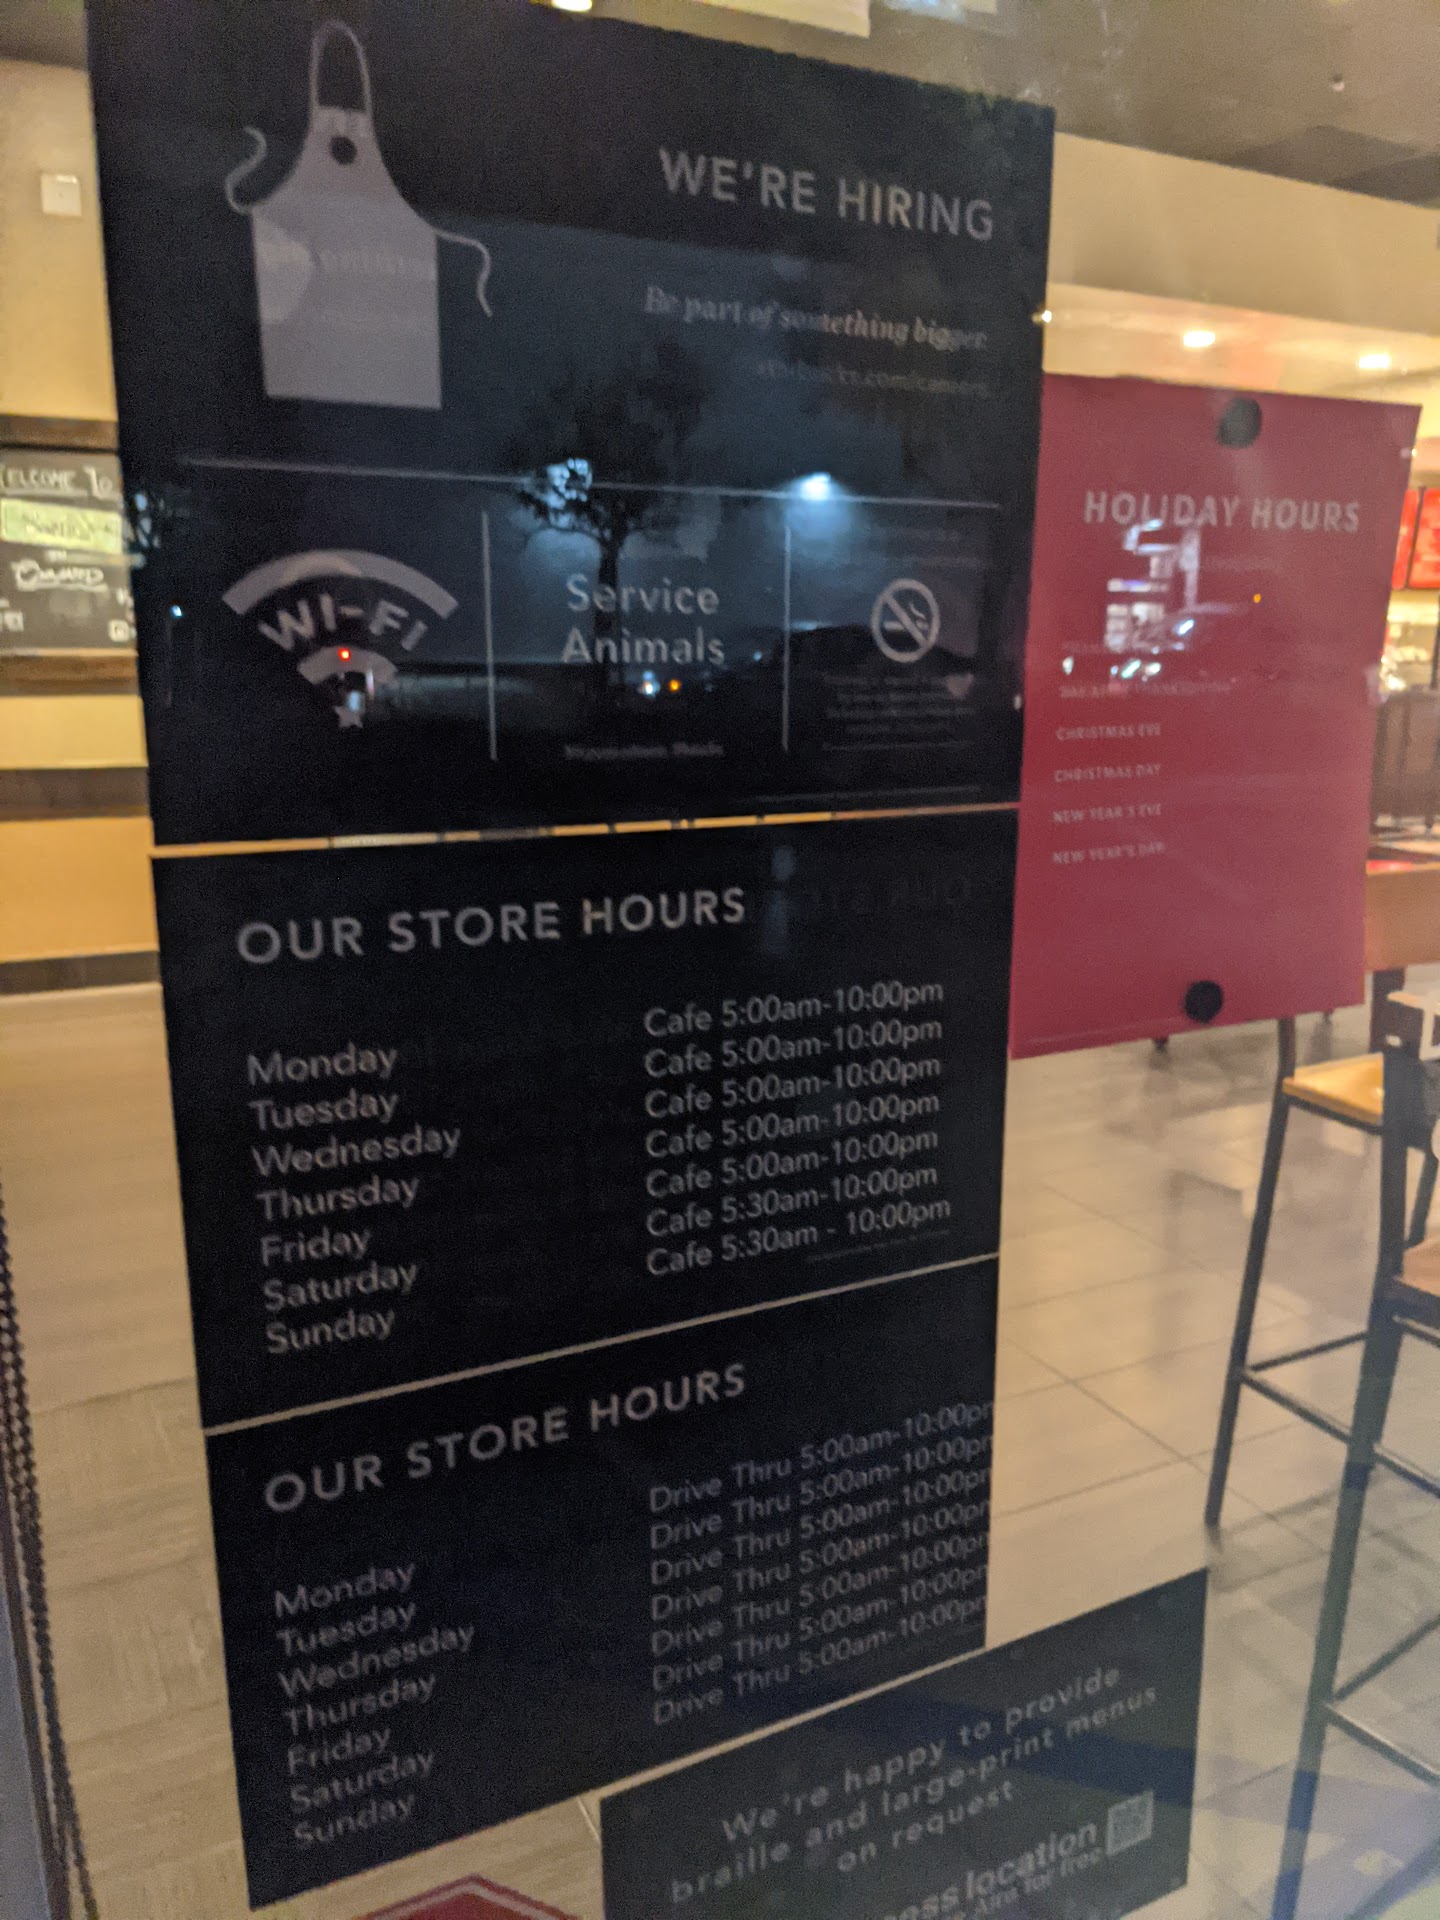 WE'RE HIRING
Be part of something bigger.
WI-FI
Service
Animals
OUR STORE HOURS
Monday Cafe 5:00am-10:00pm
Tuesday Cafe 5:00am-10:00pm
Wednesday Cafe 5:00am-10:00pm
Thursday Cafe 5:00am-10:00pm
Friday Cafe 5:00am-10:00pm
Saturday Cafe 5:30am-10:00pm
Sunday Cafe 5:30am - 10:00pm
OUR STORE HOURS
Monday Drive Thru 5:00am-10:00pm
Tuesday Drive Thru 5:00am-10:00pm
Wednesday Drive Thru 5:00am-10:00pm
Thursday Drive Thru 5:00am-10:00pm
Friday Drive Thru 5:00am-10:00pm
Saturday Drive Thru 5:00am-10:00pm
Sunday Drive Thru 5:00am-10:00pm
HOLIDAY HOURS
CHRISTMAS EVE
CHRISTMAS DAY
NEW YEAR'S EVE
NEW YEAR'S DAY
We're happy to provide
braille and large-print menus
on request
location
Aira for free